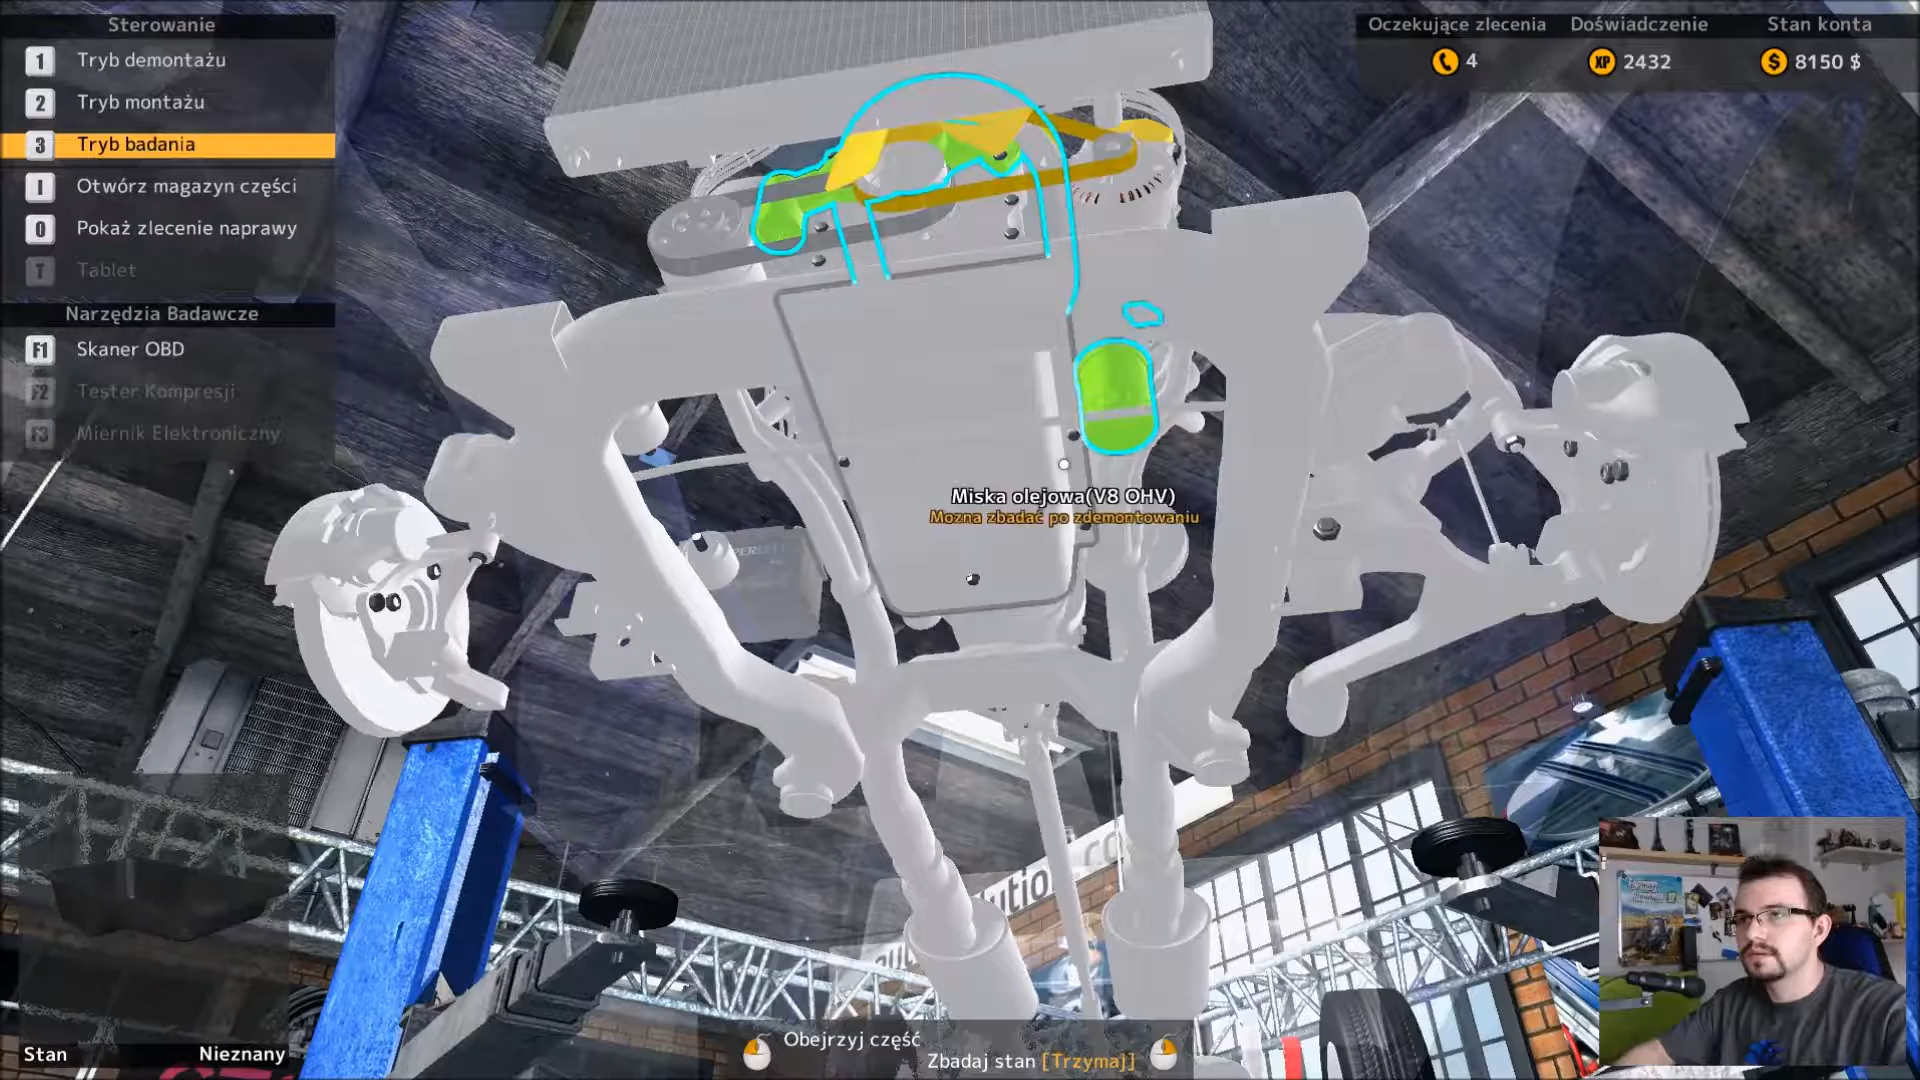 Sterowanie
1 Tryb demontażu
2 Tryb montażu
3 Tryb badania
I Otwórz magazyn części
O Pokaż zlecenie naprawy
T Tablet
Narzędzia Badawcze
F1 Skaner OBD
F2 Tester Kompresji
F3 Miernik Elektroniczny
Oczekujące zlecenia Doświadczenie Stan konta
4 XP 2432 $ 8150 $
Miska olejowa(V8 OHV)
Mozna zbadać po zdemontowaniu
Stan Nieznany
Obejrzyj część
Zbadaj stan [Trzymaj]